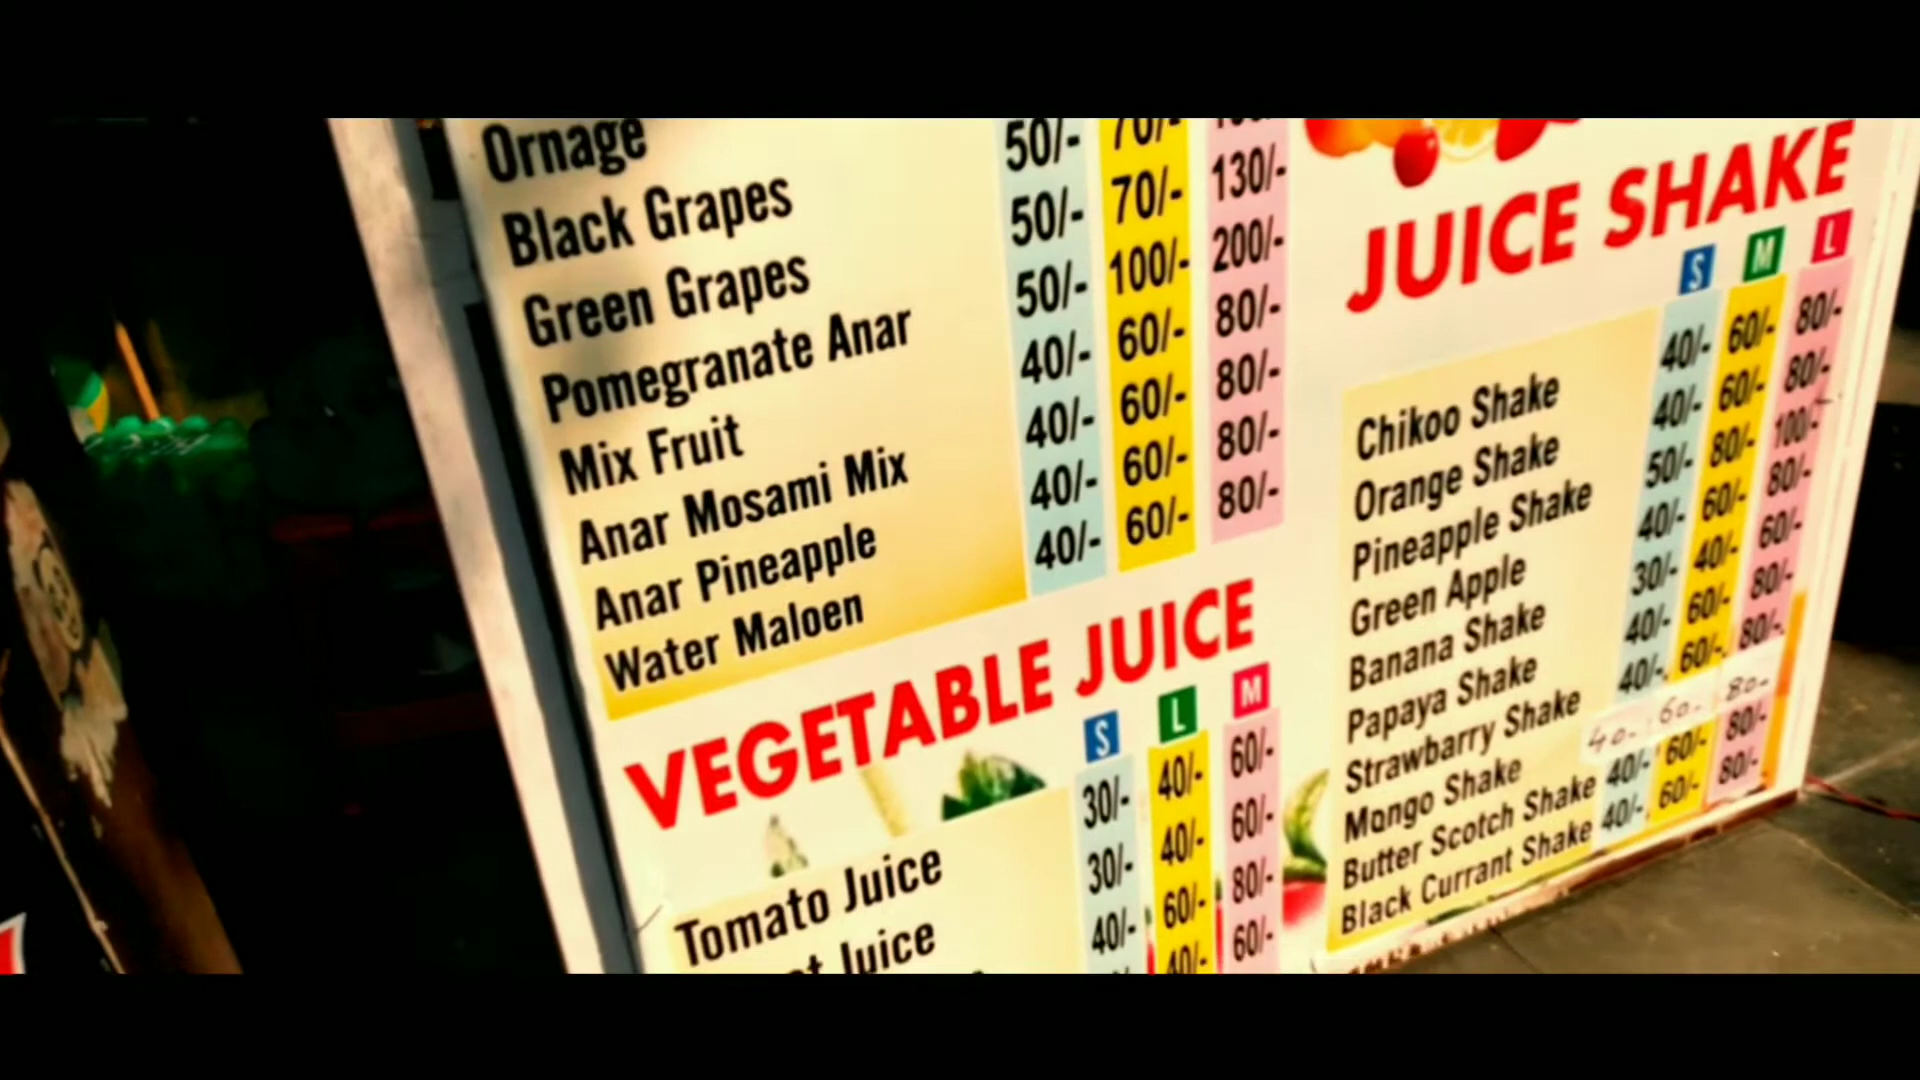 Ornage
Black Grapes 50/- 70/-
Green Grapes 50/- 70/- 130/-
Pomegranate Anar 50/- 100/- 200/-
Mix Fruit 40/- 60/- 80/-
Anar Mosami Mix 40/- 60/- 80/-
Anar Pineapple 40/- 60/- 80/-
Water Maloen 40/- 60/- 80/-
VEGETABLE JUICE
S L M
Tomato Juice 30/- 40/- 60/-
Juice 30/- 40/- 60/-
40/- 60/- 80/-
40/- 60/-
JUICE SHAKE
S M L
Chikoo Shake 40/- 60/- 80/-
Orange Shake 40/- 60/- 80/-
Pineapple Shake 50/- 80/- 100/-
Green Apple 40/- 60/- 80/-
Banana Shake 30/- 40/- 60/-
Papaya Shake 40/- 60/- 80/-
Strawbarry Shake 40/- 60/- 80/-
Mongo Shake 40- 60- 80-
Butter Scotch Shake 40/- 60/- 80/-
Black Currant Shake 40/- 60/- 80/-